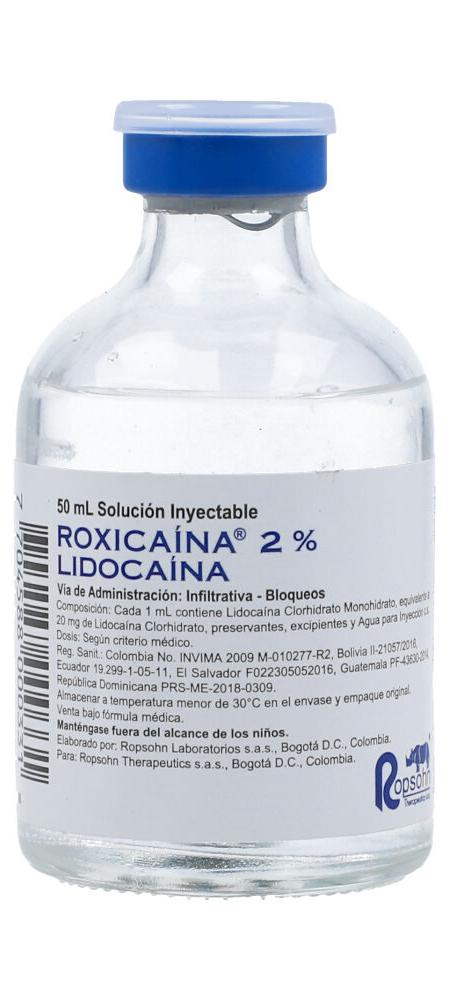 50 mL Solución Inyectable
ROXICAÍNA® 2 %
LIDOCAÍNA
Vía de Administración: Infiltrativa - Bloqueos
Composición: Cada 1 mL contiene Lidocaína Clorhidrato Monohidrato, equivalente a
20 mg de Lidocaína Clorhidrato, preservantes, excipientes y Agua para Inyección c.s.
Dosis: Según criterio médico.
Reg. Sanit.: Colombia No. INVIMA 2009 M-010277-R2, Bolivia II-21057/2016,
Ecuador 19.299-1-05-11, El Salvador F022305052016, Guatemala PF-43630-2014,
República Dominicana PRS-ME-2018-0309.
Almacenar a temperatura menor de 30°C en el envase y empaque original.
Venta bajo fórmula médica.
Manténgase fuera del alcance de los niños.
Elaborado por: Ropsohn Laboratorios s.a.s., Bogotá D.C., Colombia.
Para: Ropsohn Therapeutics s.a.s., Bogotá D.C., Colombia.
Ropsohn
Therapeutics s.a.s.